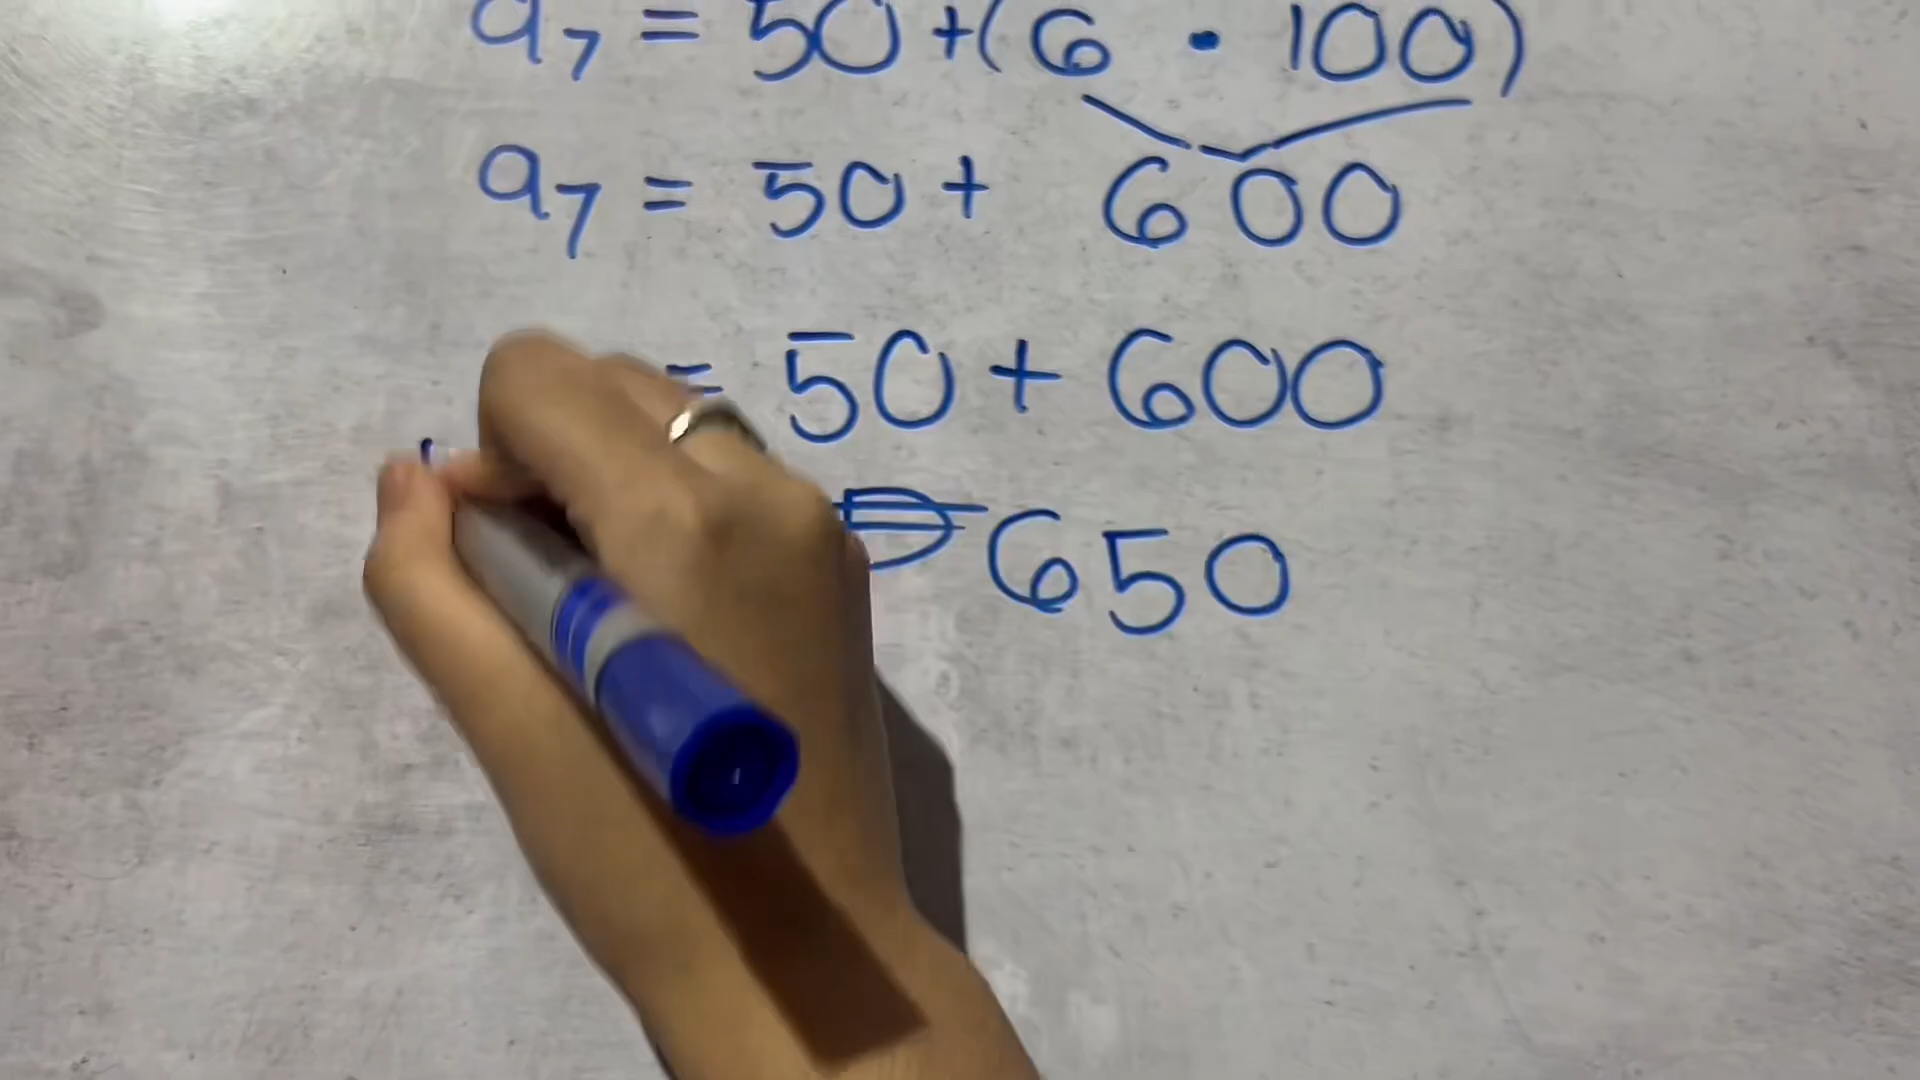 a₇ = 50 + (6 · 100)
a₇ = 50 + 600
= 50 + 600
650